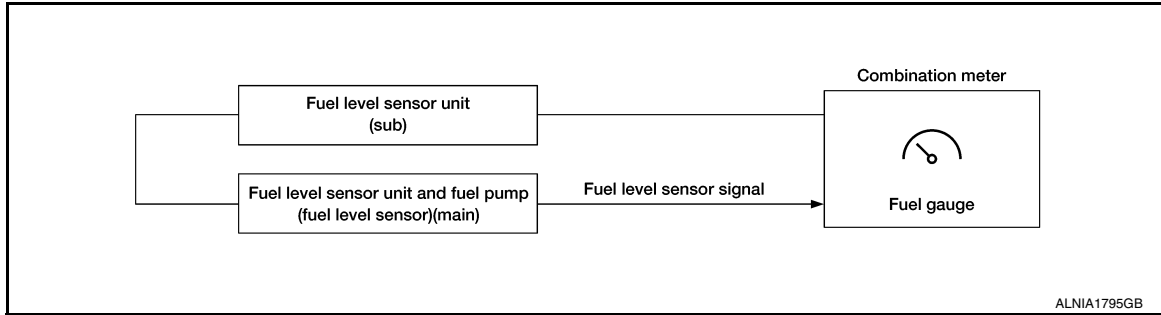 Combination meter
Fuel level sensor unit
(sub)
Fuel level sensor unit and fuel pump
(fuel level sensor)(main)
Fuel level sensor signal
Fuel gauge
ALNIA1795GB